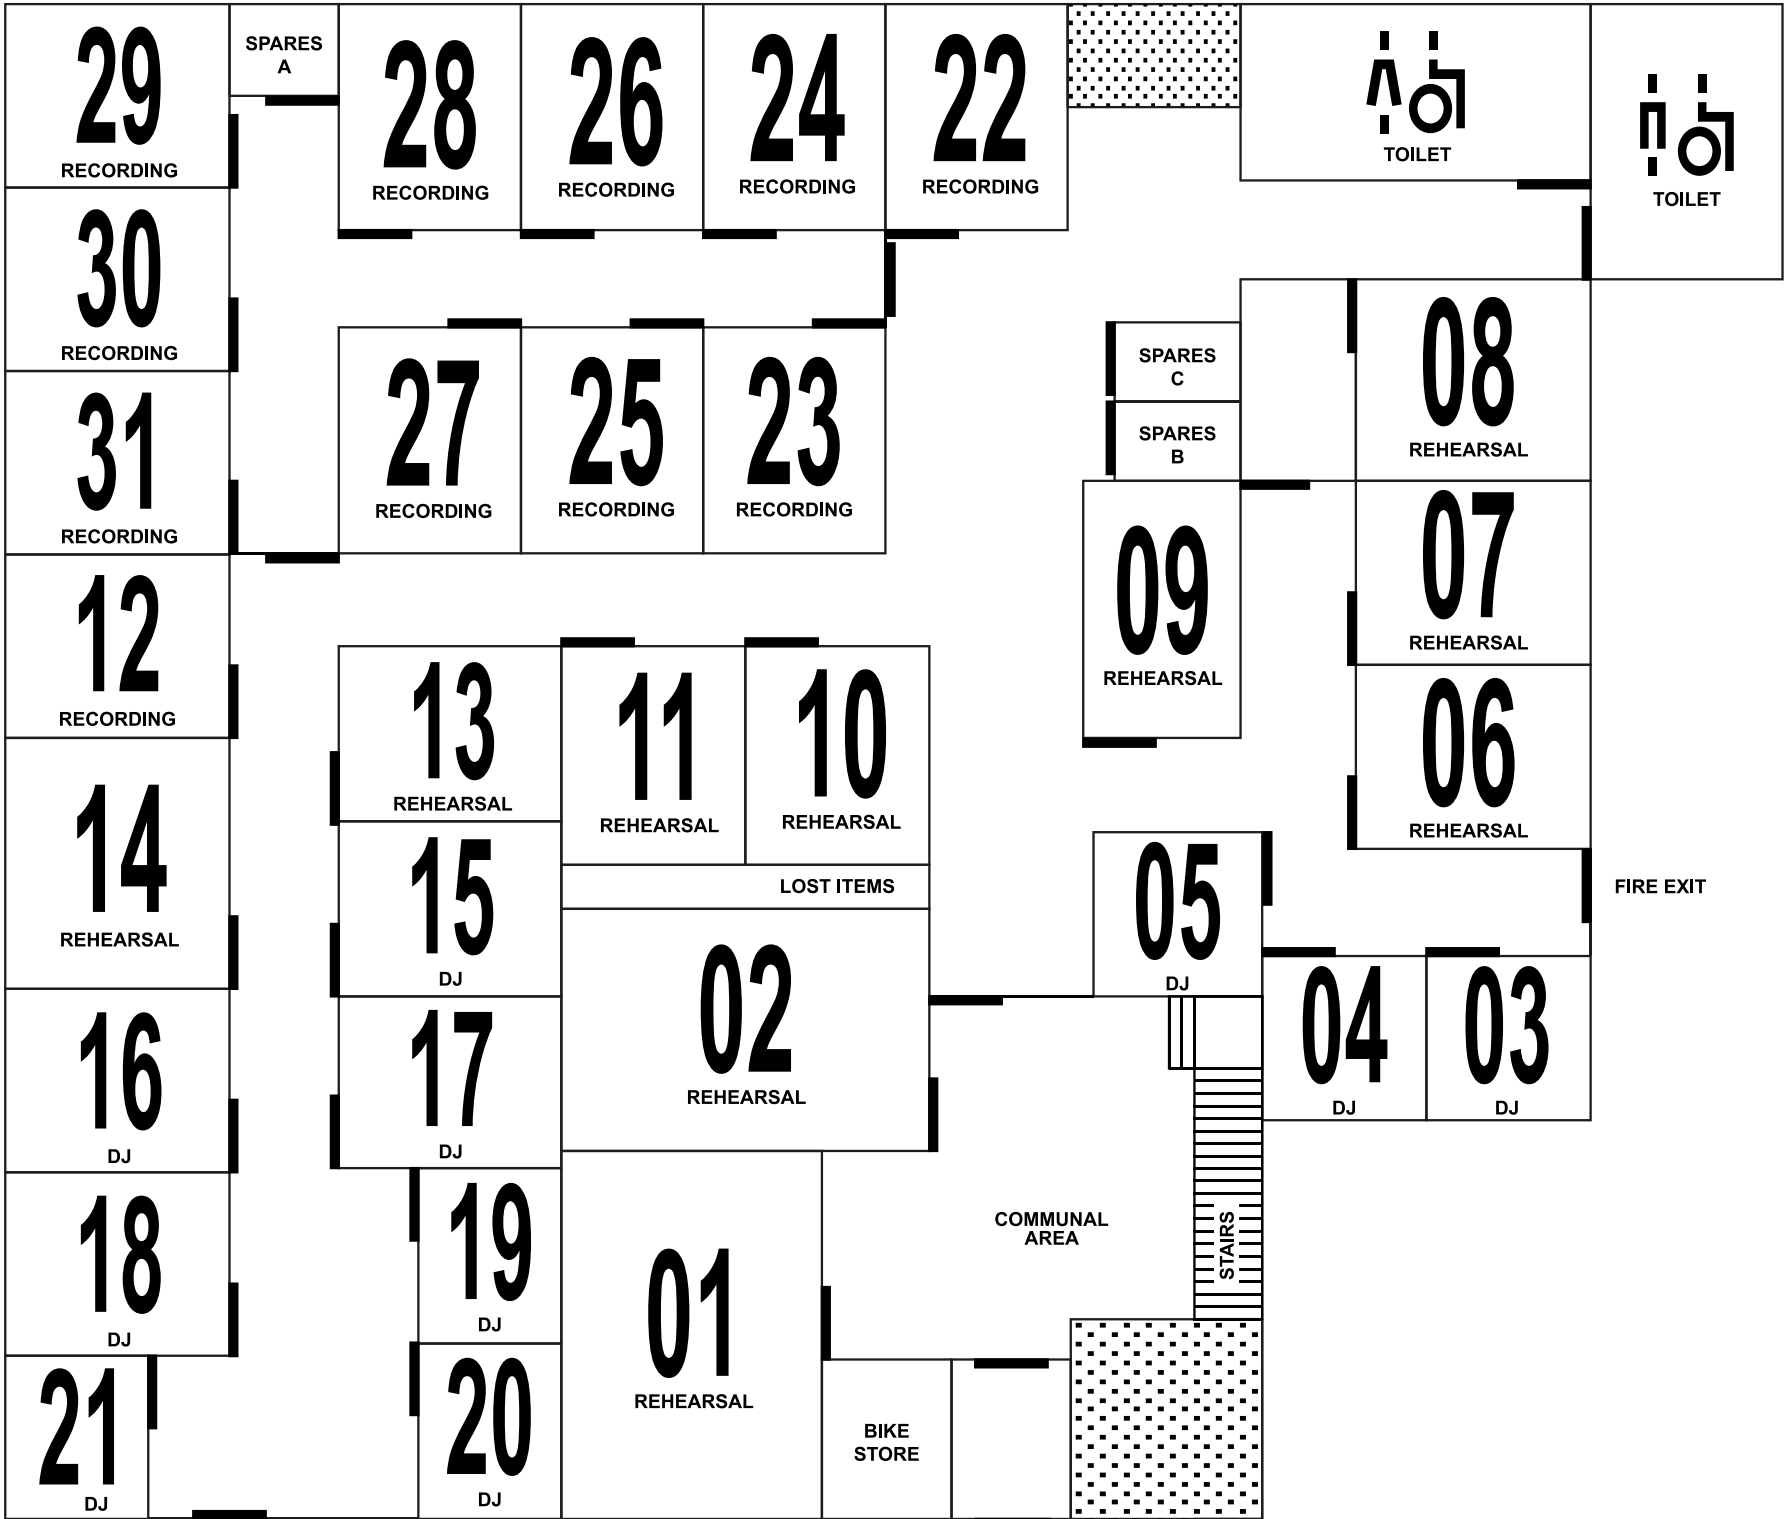 29
RECORDING
SPARES
A
28
RECORDING
26
RECORDING
24
RECORDING
22
RECORDING
TOILET
TOILET
30
RECORDING
31
RECORDING
27
RECORDING
25
RECORDING
23
RECORDING
SPARES
C
SPARES
B
08
REHEARSAL
12
RECORDING
09
REHEARSAL
07
REHEARSAL
13
REHEARSAL
11
REHEARSAL
10
REHEARSAL
06
REHEARSAL
14
REHEARSAL
15
DJ
LOST ITEMS
05
DJ
FIRE EXIT
16
DJ
17
DJ
02
REHEARSAL
04
DJ
03
DJ
18
DJ
19
DJ
01
REHEARSAL
COMMUNAL
AREA
STAIRS
21
DJ
20
DJ
BIKE
STORE